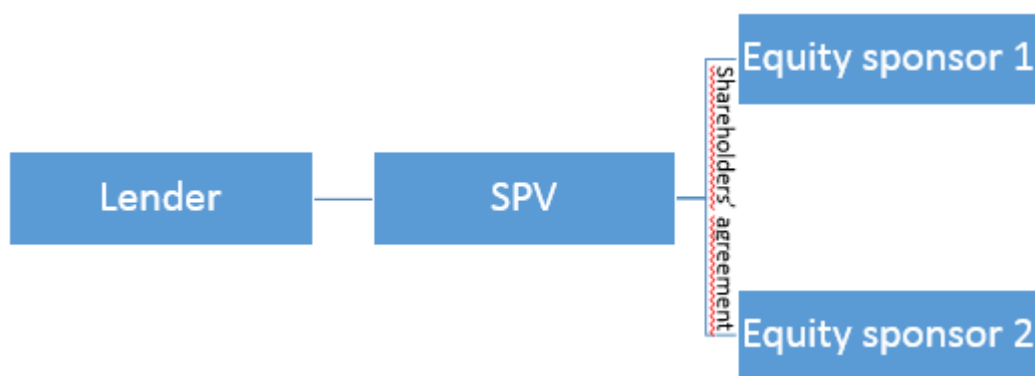 Equity sponsor 1
Lender
SPV
Shareholders' agreement
Equity sponsor 2